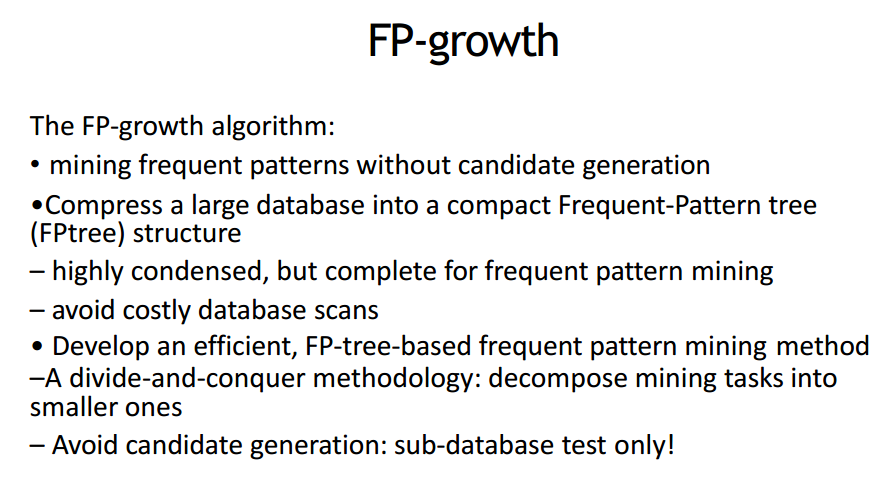 FP-growth
The FP-growth algorithm:
• mining frequent patterns without candidate generation
•Compress a large database into a compact Frequent-Pattern tree
(FPtree) structure
– highly condensed, but complete for frequent pattern mining
– avoid costly database scans
• Develop an efficient, FP-tree-based frequent pattern mining method
–A divide-and-conquer methodology: decompose mining tasks into
smaller ones
– Avoid candidate generation: sub-database test only!